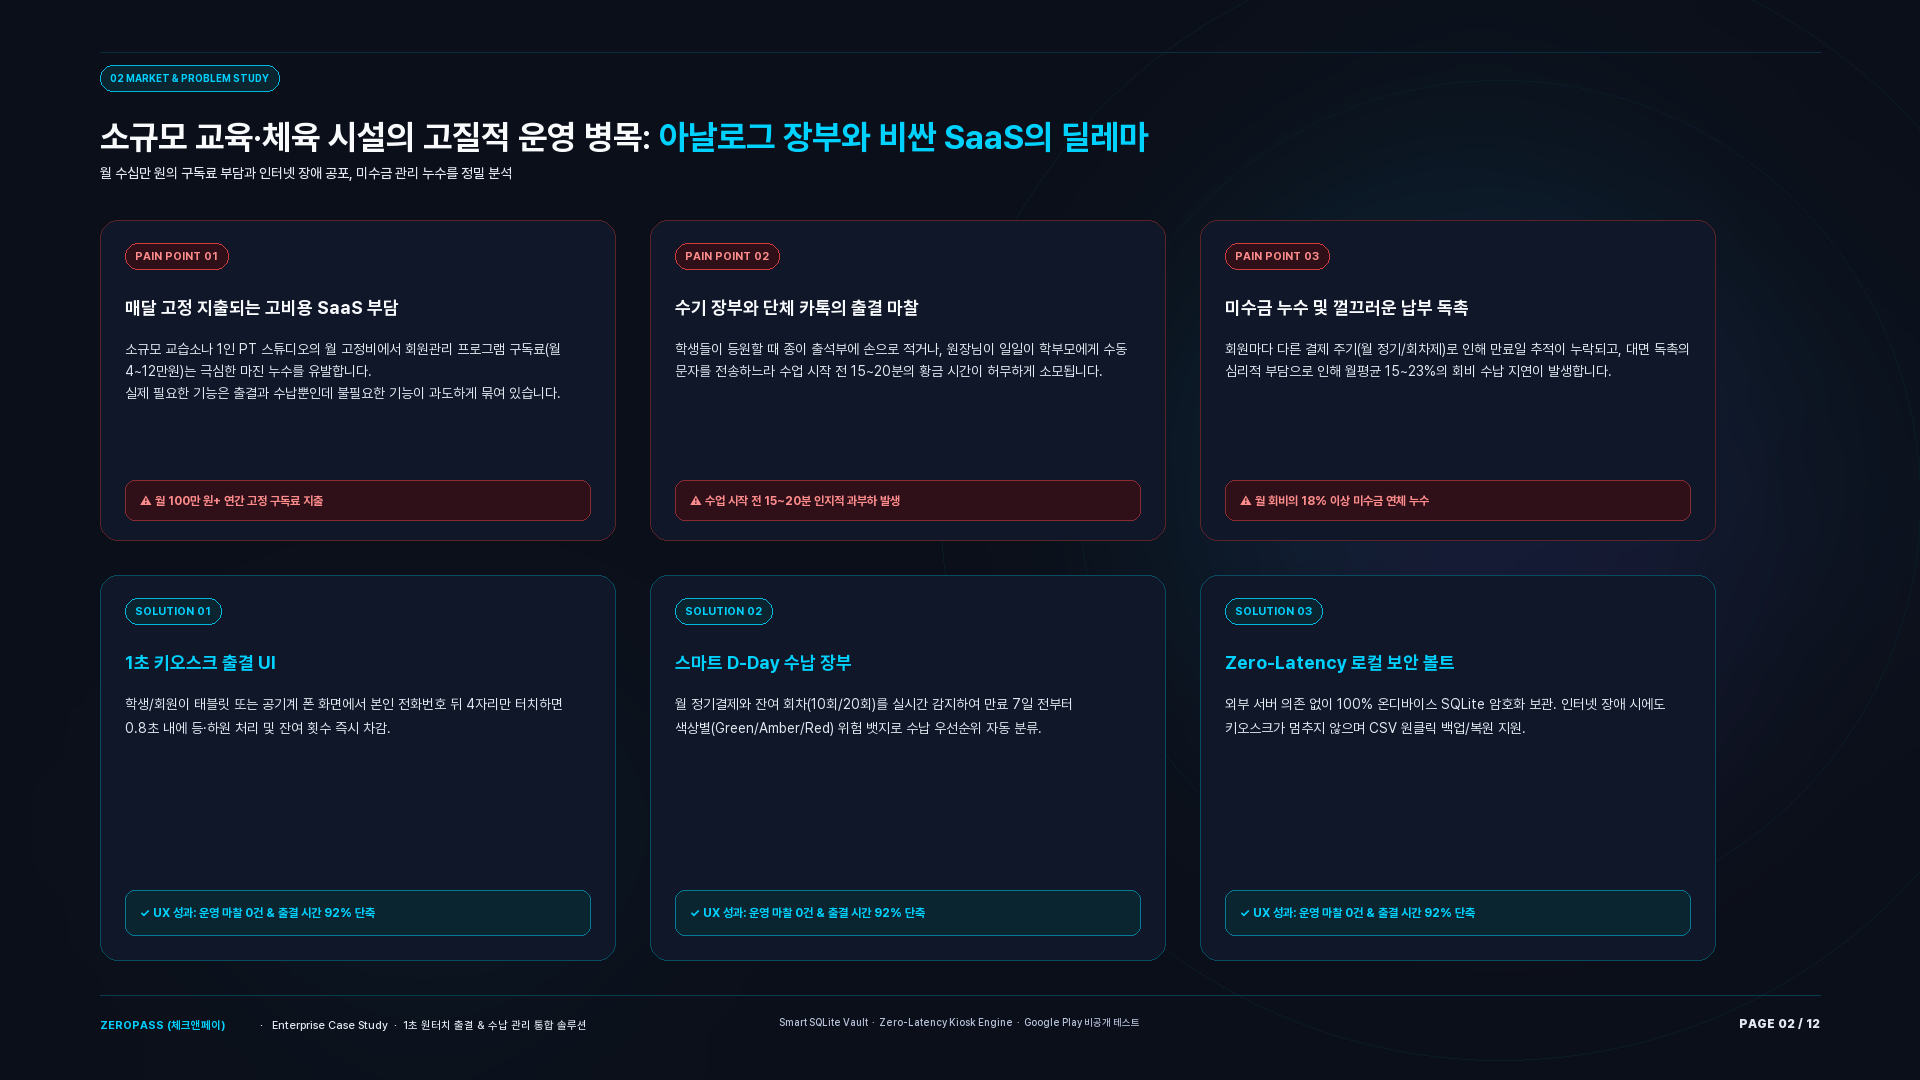 02 MARKET & PROBLEM STUDY
소규모 교육·체육 시설의 고질적 운영 병목: 아날로그 장부와 비싼 SaaS의 딜레마
월 수십만 원의 구독료 부담과 인터넷 장애 공포, 미수금 관리 누수를 정밀 분석
PAIN POINT 01
매달 고정 지출되는 고비용 SaaS 부담
소규모 교습소나 1인 PT 스튜디오의 월 고정비에서 회원관리 프로그램 구독료(월
4~12만원)는 극심한 마진 누수를 유발합니다.
실제 필요한 기능은 출결과 수납뿐인데 불필요한 기능이 과도하게 묶여 있습니다.
⚠ 월 100만 원+ 연간 고정 구독료 지출
PAIN POINT 02
수기 장부와 단체 카톡의 출결 마찰
학생들이 등원할 때 종이 출석부에 손으로 적거나, 원장님이 일일이 학부모에게 수동
문자를 전송하느라 수업 시작 전 15~20분의 황금 시간이 허무하게 소모됩니다.
⚠ 수업 시작 전 15~20분 인지적 과부하 발생
PAIN POINT 03
미수금 누수 및 껄끄러운 납부 독촉
회원마다 다른 결제 주기(월 정기/회차제)로 인해 만료일 추적이 누락되고, 대면 독촉의
심리적 부담으로 인해 월평균 15~23%의 회비 수납 지연이 발생합니다.
⚠ 월 회비의 18% 이상 미수금 연체 누수
SOLUTION 01
1초 키오스크 출결 UI
학생/회원이 태블릿 또는 공기계 폰 화면에서 본인 전화번호 뒤 4자리만 터치하면
0.8초 내에 등·하원 처리 및 잔여 횟수 즉시 차감.
✓ UX 성과: 운영 마찰 0건 & 출결 시간 92% 단축
SOLUTION 02
스마트 D-Day 수납 장부
월 정기결제와 잔여 회차(10회/20회)를 실시간 감지하여 만료 7일 전부터
색상별(Green/Amber/Red) 위험 뱃지로 수납 우선순위 자동 분류.
✓ UX 성과: 운영 마찰 0건 & 출결 시간 92% 단축
SOLUTION 03
Zero-Latency 로컬 보안 볼트
외부 서버 의존 없이 100% 온디바이스 SQLite 암호화 보관. 인터넷 장애 시에도
키오스크가 멈추지 않으며 CSV 원클릭 백업/복원 지원.
✓ UX 성과: 운영 마찰 0건 & 출결 시간 92% 단축
ZEROPASS (체크앤페이) · Enterprise Case Study · 1초 원터치 출결 & 수납 관리 통합 솔루션
Smart SQLite Vault · Zero-Latency Kiosk Engine · Google Play 비공개 테스트
PAGE 02 / 12